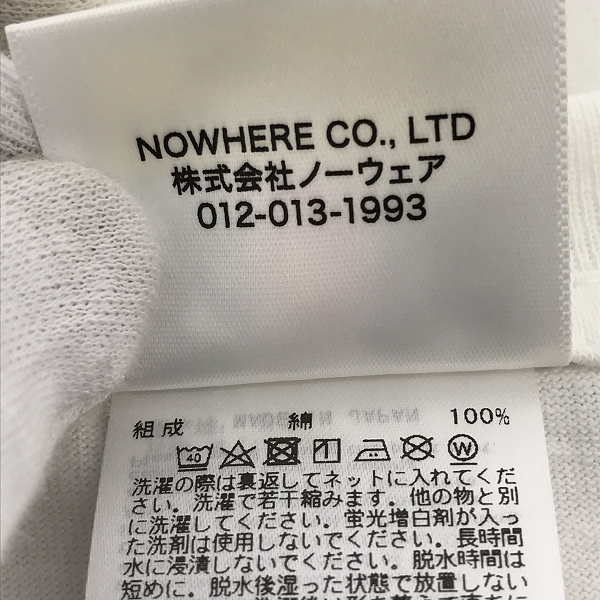 NOWHERE CO., LTD
株式会社ノーウェア
012-013-1993
組成 綿 100%
40 W
洗濯の際は裏返してネットに入れてくだ
さい。洗濯で若干縮みます。他の物と別
に洗濯してください。蛍光増白剤が入っ
た洗剤は使用しないでください。長時間
水に浸漬しないでください。脱水時間は
短めに。脱水後湿った状態で放置しない